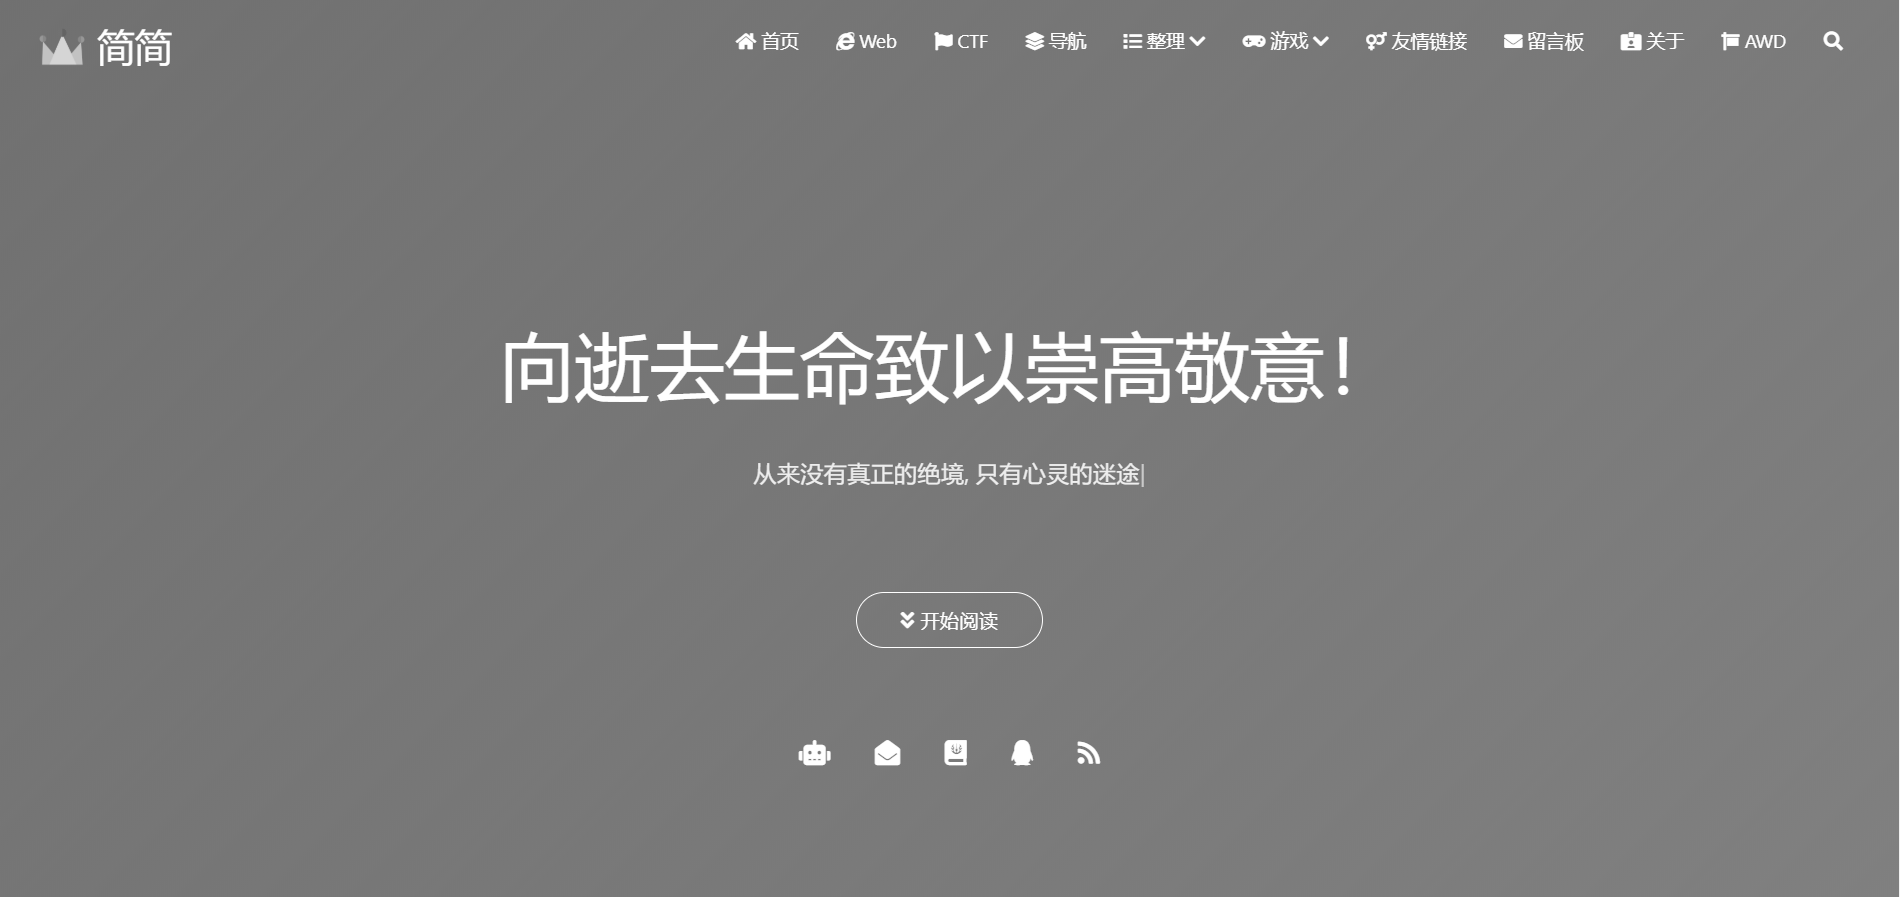 简简
首页 Web CTF 导航 整理 游戏 友情链接 留言板 关于 AWD
向逝去生命致以崇高敬意！
从来没有真正的绝境, 只有心灵的迷途|
开始阅读